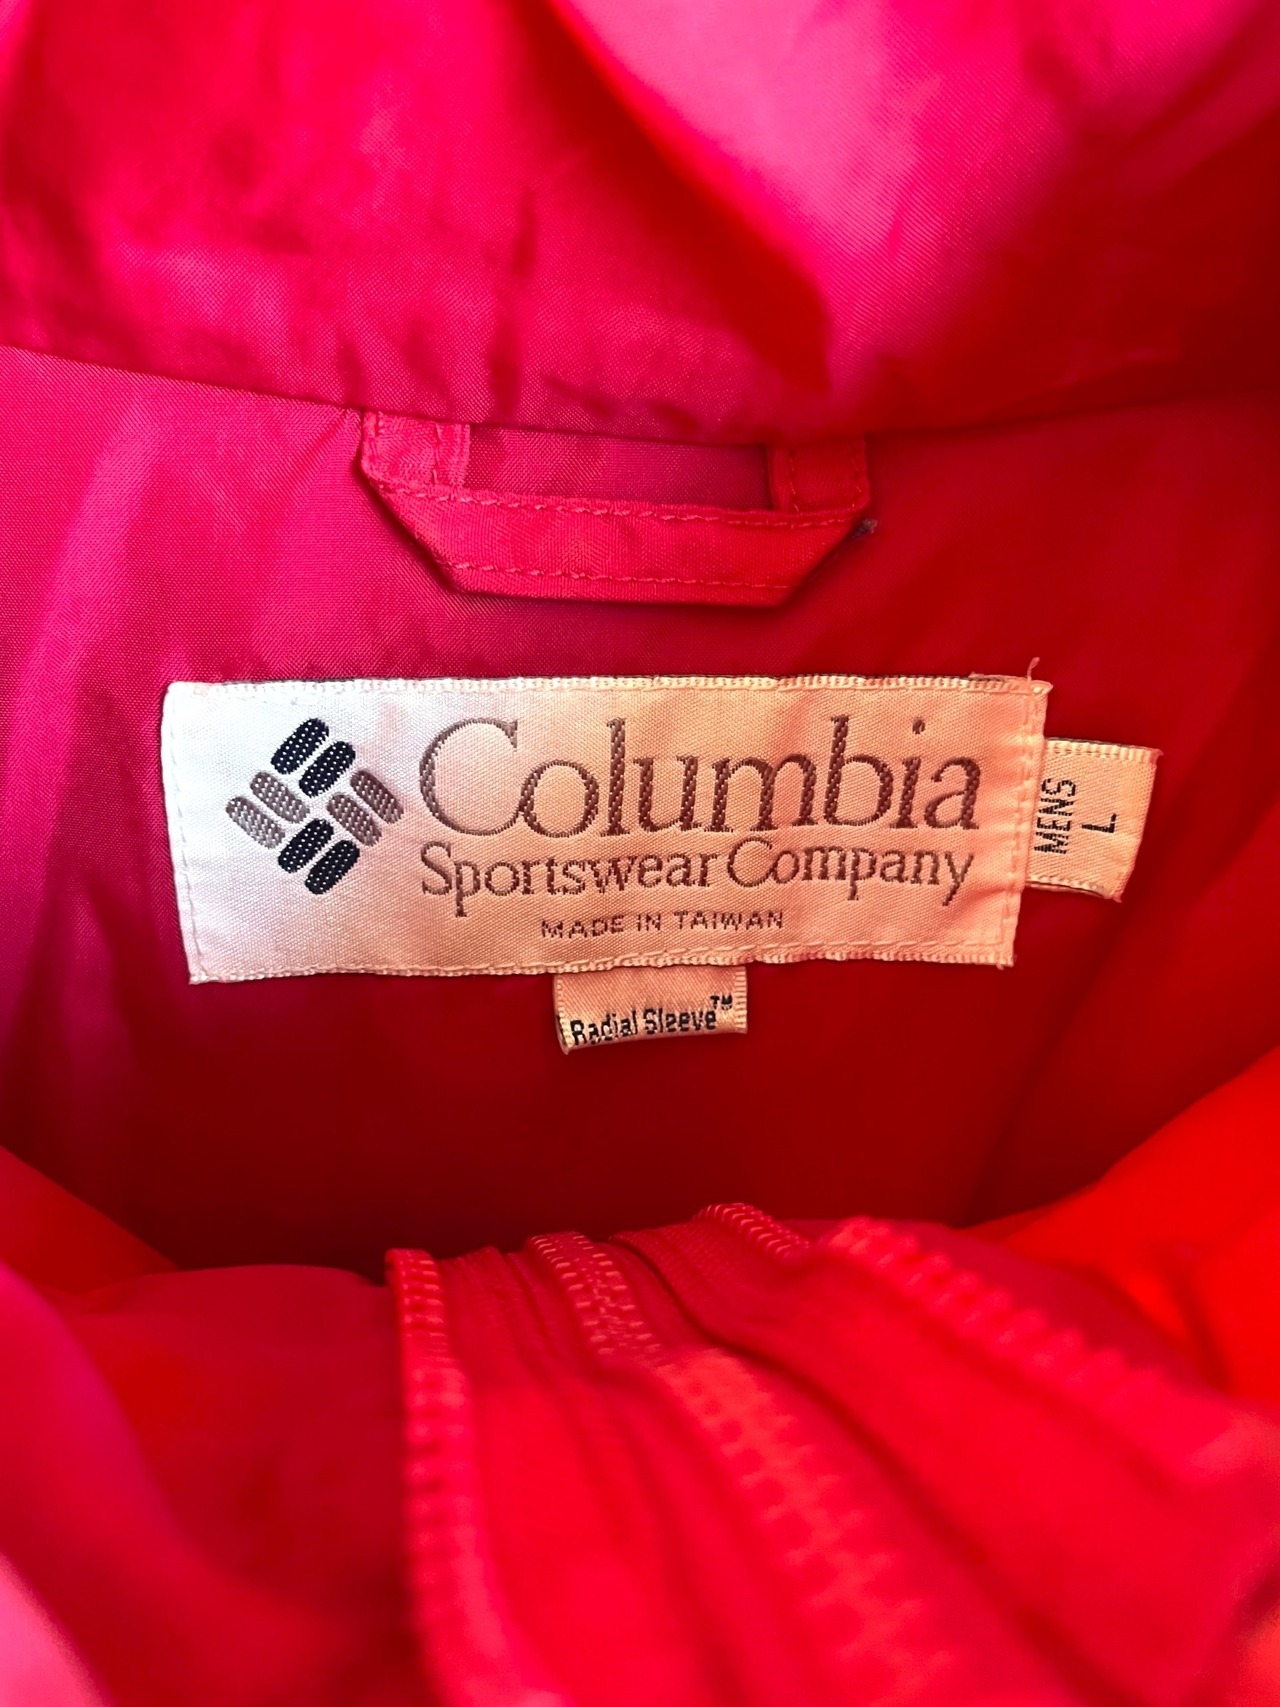 Columbia
Sportswear Company
MADE IN TAIWAN
MENS
L
Radial Sleeve™